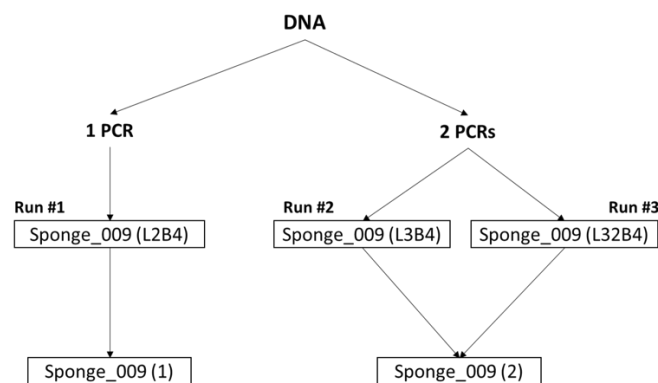 DNA
1 PCR
2 PCRs
Run #1
Run #2
Run #3
Sponge_009 (L2B4)
Sponge_009 (L3B4)
Sponge_009 (L32B4)
Sponge_009 (1)
Sponge_009 (2)